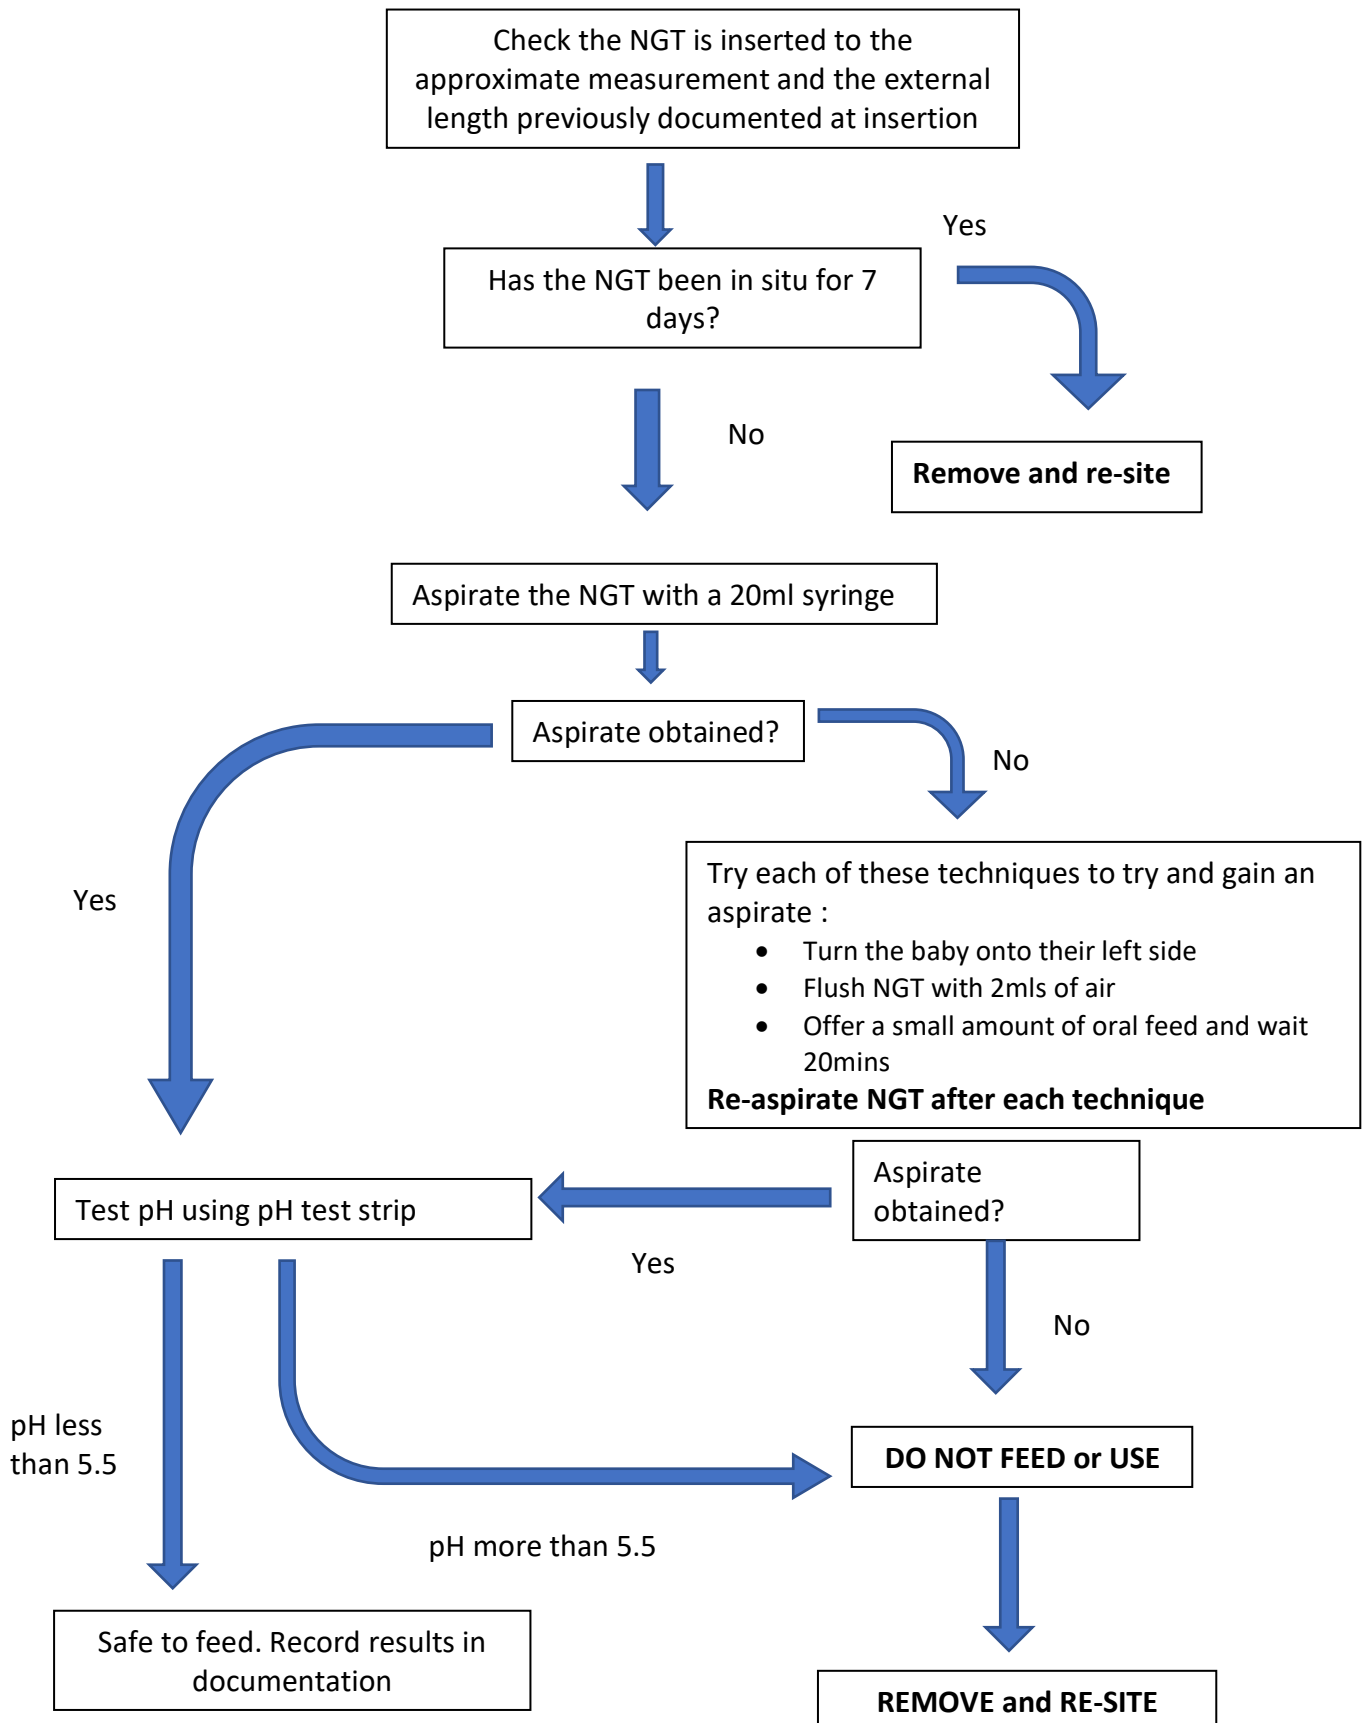 Check the NGT is inserted to the
approximate measurement and the external
length previously documented at insertion
Yes
Has the NGT been in situ for 7
days?
No
Remove and re-site
Aspirate the NGT with a 20ml syringe
Aspirate obtained?
No
Yes
Try each of these techniques to try and gain an
aspirate :
• Turn the baby onto their left side
• Flush NGT with 2mls of air
• Offer a small amount of oral feed and wait
20mins
Re-aspirate NGT after each technique
Aspirate
obtained?
Test pH using pH test strip
Yes
No
pH less
than 5.5
DO NOT FEED or USE
pH more than 5.5
Safe to feed. Record results in
documentation
REMOVE and RE-SITE